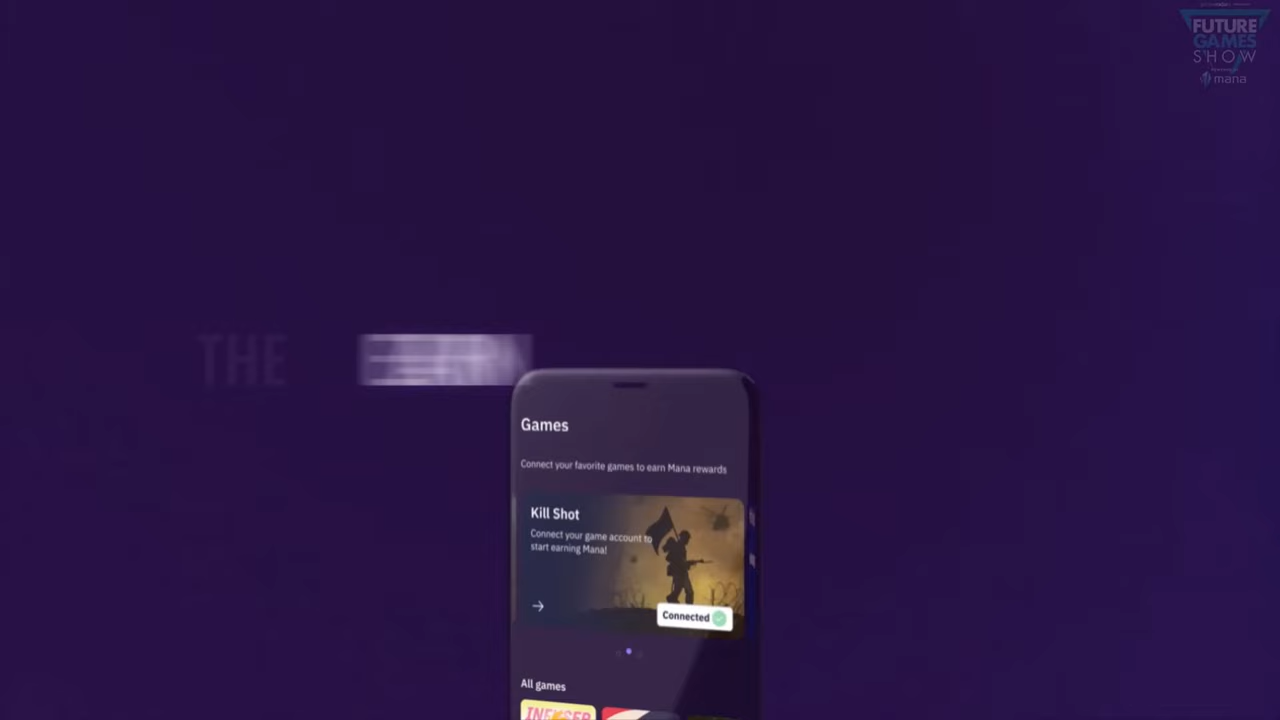 FUTURE
GAMES
SHOW
mana
THE
Games
Connect your favorite games to earn Mana rewards
Kill Shot
Connect your game account to
start earning Mana!
Connected
All games